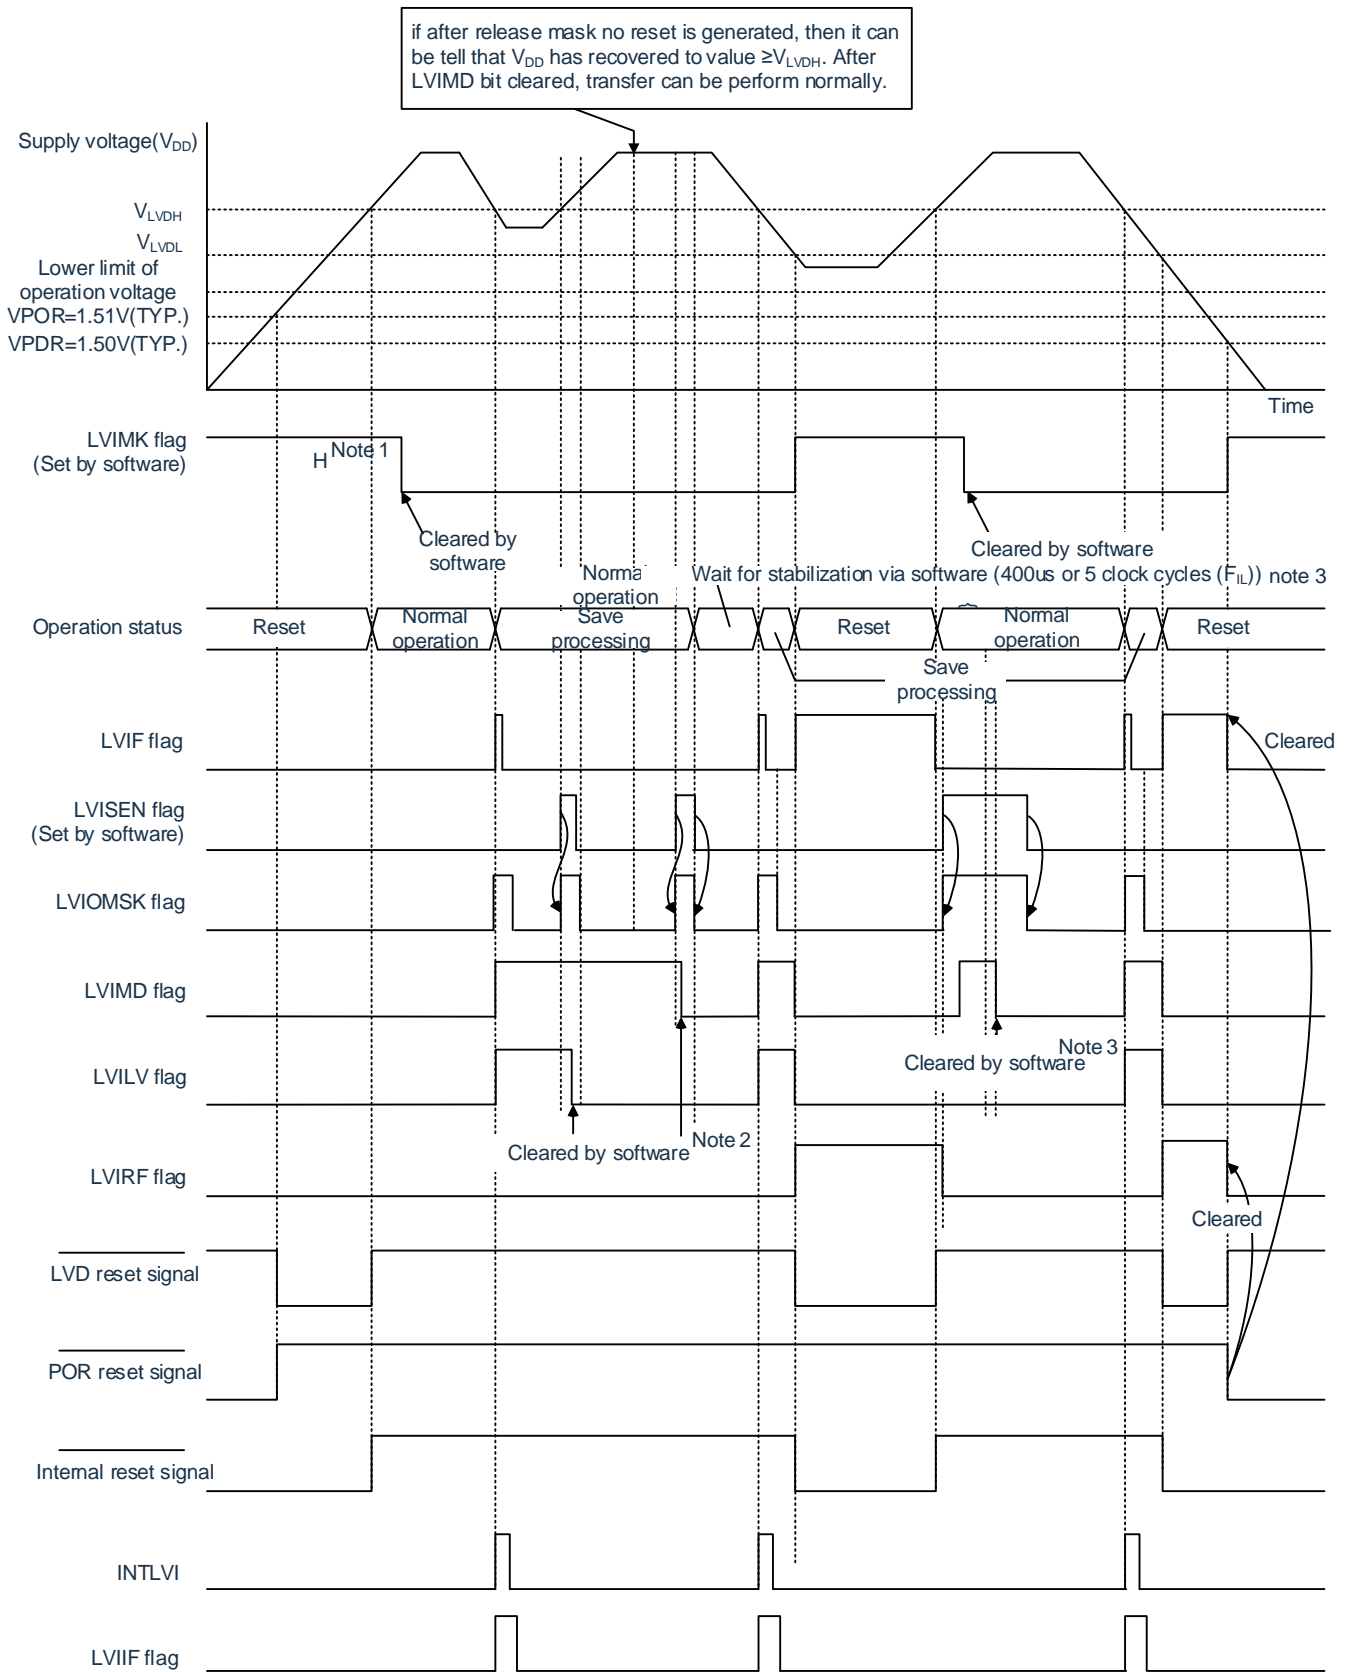 if after release mask no reset is generated, then it can
be tell that VDD has recovered to value ≥VLVDH. After
LVIMD bit cleared, transfer can be perform normally.
Supply voltage(VDD)
VLVDH
VLVDL
Lower limit of
operation voltage
VPOR=1.51V(TYP.)
VPDR=1.50V(TYP.)
Time
LVIMK flag
(Set by software)
H Note 1
Cleared by
software
Cleared by software
Normal
operation
Wait for stabilization via software (400us or 5 clock cycles (FIL)) note 3
Operation status
Reset
Normal
operation
Save
processing
Reset
Normal
operation
Reset
Save
processing
LVIF flag
Cleared
LVISEN flag
(Set by software)
LVIOMSK flag
LVIMD flag
Note 3
Cleared by software
LVILV flag
Note 2
Cleared by software
LVIRF flag
Cleared
LVD reset signal
POR reset signal
Internal reset signal
INTLVI
LVIIF flag